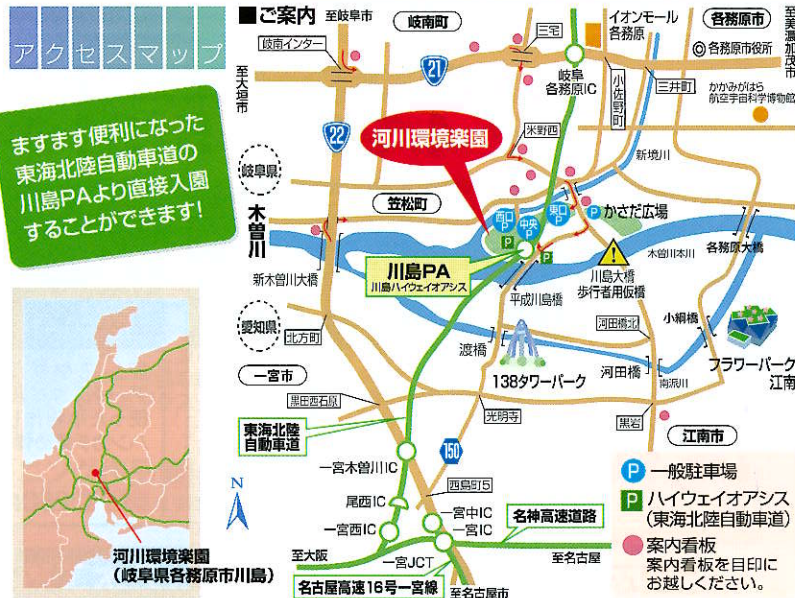 アクセスマップ
ますます便利になった
東海北陸自動車道の
川島PAより直接入園
することができます!
■ご案内
至岐阜市
岐南町
三宅
イオンモール
各務原
各務原市
至美濃加茂市
岐南インター
21
岐阜
各務原IC
◎各務原市役所
至大垣市
小佐野町
三井町
かかみがはら
航空宇宙科学博物館
22
河川環境楽園
米野西
新境川
岐阜県
笠松町
西口
P
中央
P
東口
P
P
かさだ広場
木曽川
P
P
川島PA
川島ハイウェイオアシス
新木曽川大橋
平成川島橋
川島大橋
歩行者用仮橋
木曽川本川
各務原大橋
愛知県
北方町
渡橋
138タワーパーク
河田橋北
河田橋
小網橋
南派川
フラワーパーク
江南
一宮市
黒田西石原
光明寺
黒岩
江南市
東海北陸
自動車道
150
一宮木曽川IC
西島町5
尾西IC
一宮中IC
一宮西IC
一宮IC
名神高速道路
至大阪
一宮JCT
至名古屋
名古屋高速16号一宮線
至名古屋市
N
河川環境楽園
(岐阜県各務原市川島)
P 一般駐車場
P ハイウェイオアシス
(東海北陸自動車道)
案内看板
案内看板を目印に
お越しください。